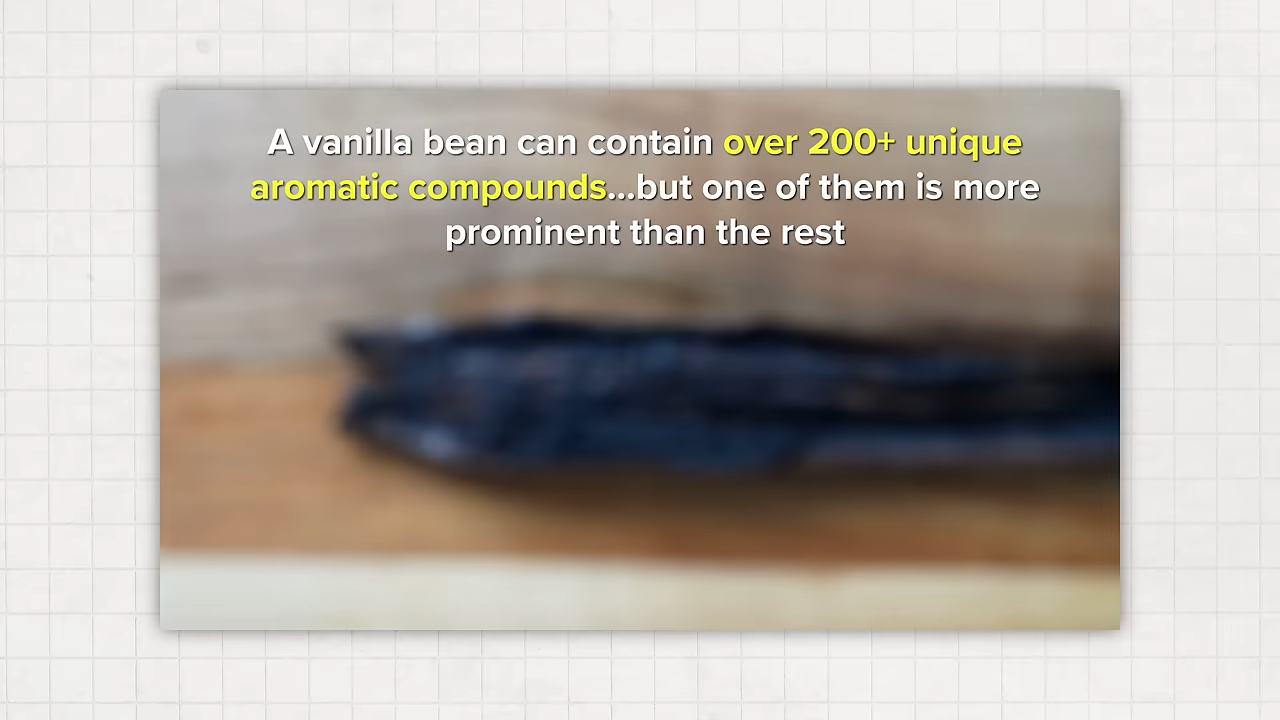 A vanilla bean can contain over 200+ unique
aromatic compounds...but one of them is more
prominent than the rest